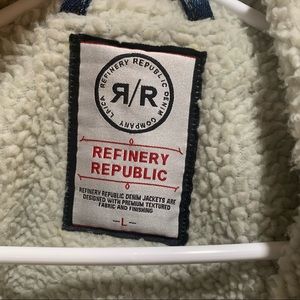 REFINERY REPUBLIC DENIM COMPANY
Я/R
REFINERY
REPUBLIC
REFINERY REPUBLIC DENIM JACKETS ARE
DESIGNED WITH PREMIUM TEXTURED
FABRIC AND FINISHING
-L-